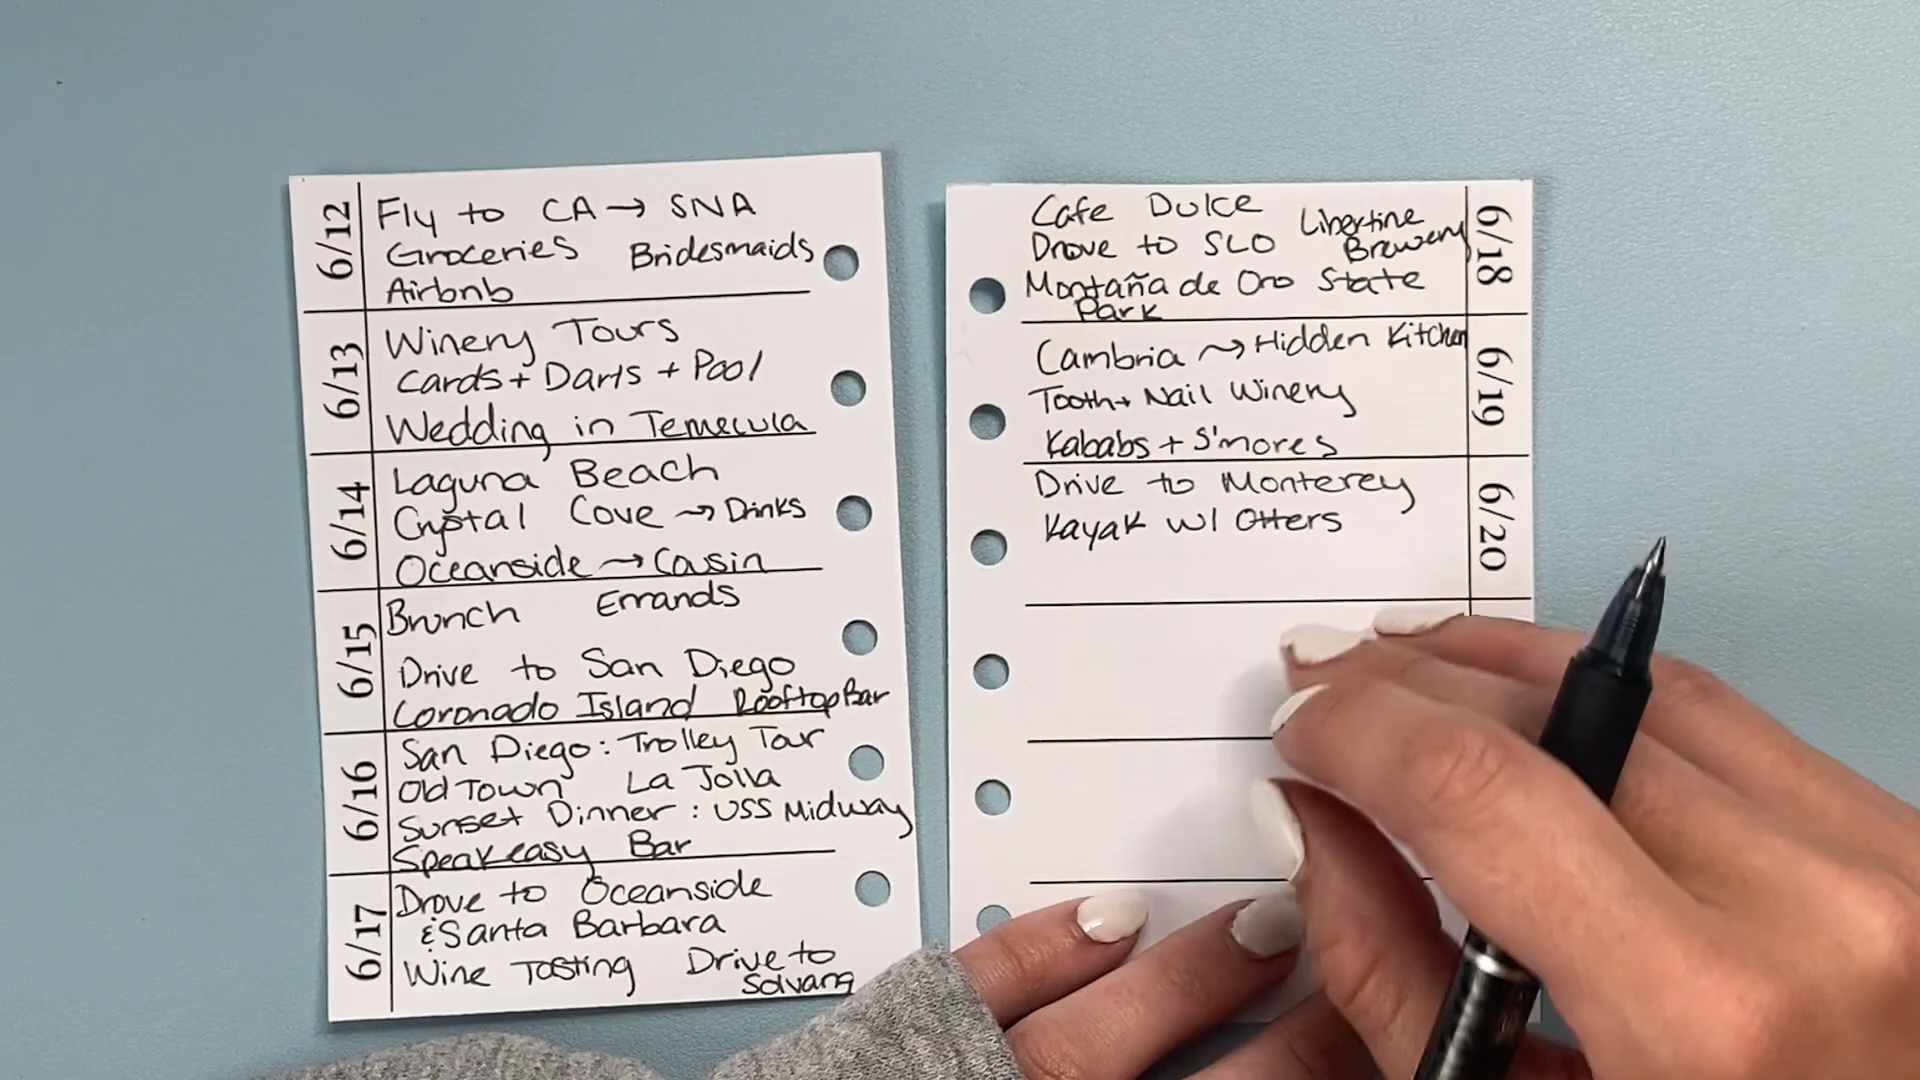 6/12
Fly to CA → SNA
Groceries Bridesmaids
Airbnb
6/13
Winery Tours
Cards + Darts + Pool
Wedding in Temecula
6/14
Laguna Beach
Crystal Cove → Drinks
Oceanside → Cousin
6/15
Brunch Errands
Drive to San Diego
Coronado Island Rooftop Bar
6/16
San Diego: Trolley Tour
Old Town La Jolla
Sunset Dinner: USS Midway
Speakeasy Bar
6/17
Drove to Oceanside
& Santa Barbara
Wine Tasting Drive to
Solvang
6/18
Cafe Dulce Libertine
Drove to SLO Brewery
Montaña de Oro State
Park
6/19
Cambria → Hidden Kitchen
Tooth + Nail Winery
Kababs + S'mores
6/20
Drive to Monterey
Kayak w/ Otters